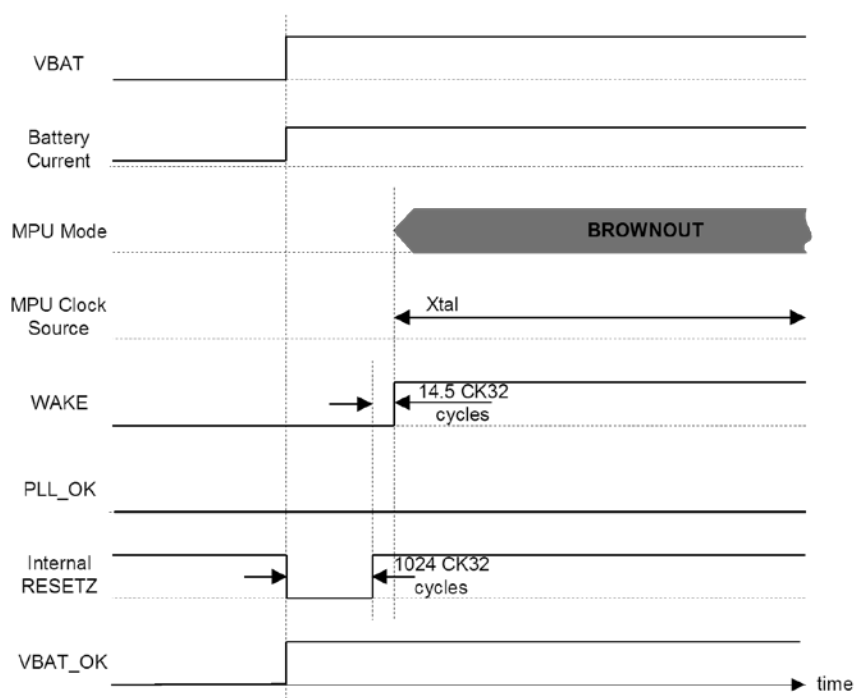 VBAT
Battery
Current
MPU Mode
BROWNOUT
MPU Clock
Source
Xtal
WAKE
14.5 CK32
cycles
PLL_OK
Internal
RESETZ
1024 CK32
cycles
VBAT_OK
time